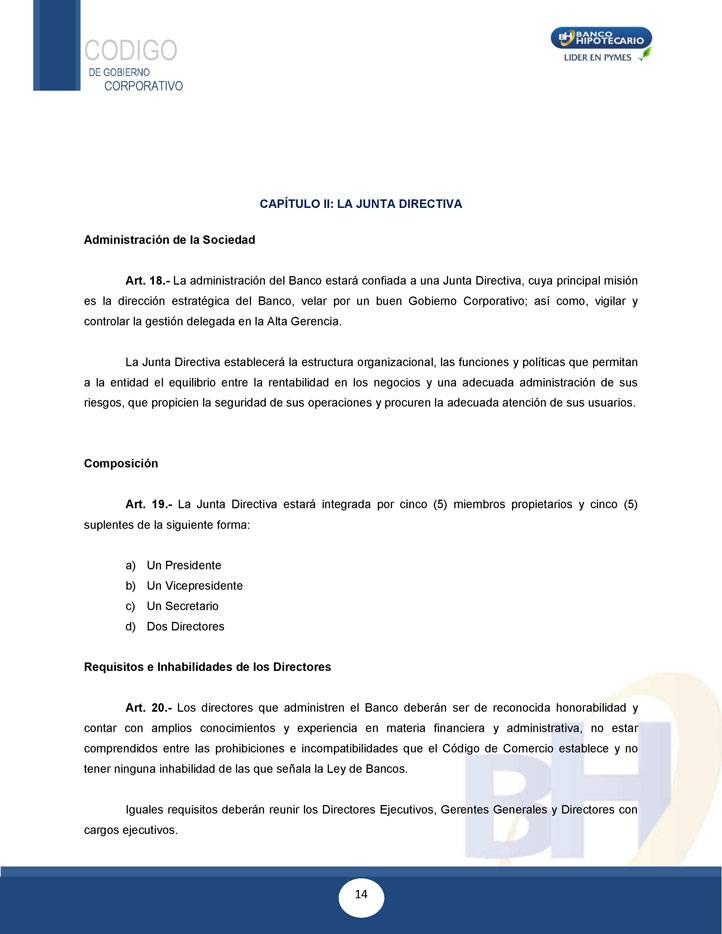 CODIGO
DE GOBIERNO
CORPORATIVO
BH BANCO
HIPOTECARIO
LIDER EN PYMES
CAPÍTULO II: LA JUNTA DIRECTIVA
Administración de la Sociedad
Art. 18.- La administración del Banco estará confiada a una Junta Directiva, cuya principal misión
es la dirección estratégica del Banco, velar por un buen Gobierno Corporativo; así como, vigilar y
controlar la gestión delegada en la Alta Gerencia.
La Junta Directiva establecerá la estructura organizacional, las funciones y políticas que permitan
a la entidad el equilibrio entre la rentabilidad en los negocios y una adecuada administración de sus
riesgos, que propicien la seguridad de sus operaciones y procuren la adecuada atención de sus usuarios.
Composición
Art. 19.- La Junta Directiva estará integrada por cinco (5) miembros propietarios y cinco (5)
suplentes de la siguiente forma:
a) Un Presidente
b) Un Vicepresidente
c) Un Secretario
d) Dos Directores
Requisitos e Inhabilidades de los Directores
Art. 20.- Los directores que administren el Banco deberán ser de reconocida honorabilidad y
contar con amplios conocimientos y experiencia en materia financiera y administrativa, no estar
comprendidos entre las prohibiciones e incompatibilidades que el Código de Comercio establece y no
tener ninguna inhabilidad de las que señala la Ley de Bancos.
Iguales requisitos deberán reunir los Directores Ejecutivos, Gerentes Generales y Directores con
cargos ejecutivos.
BH
14